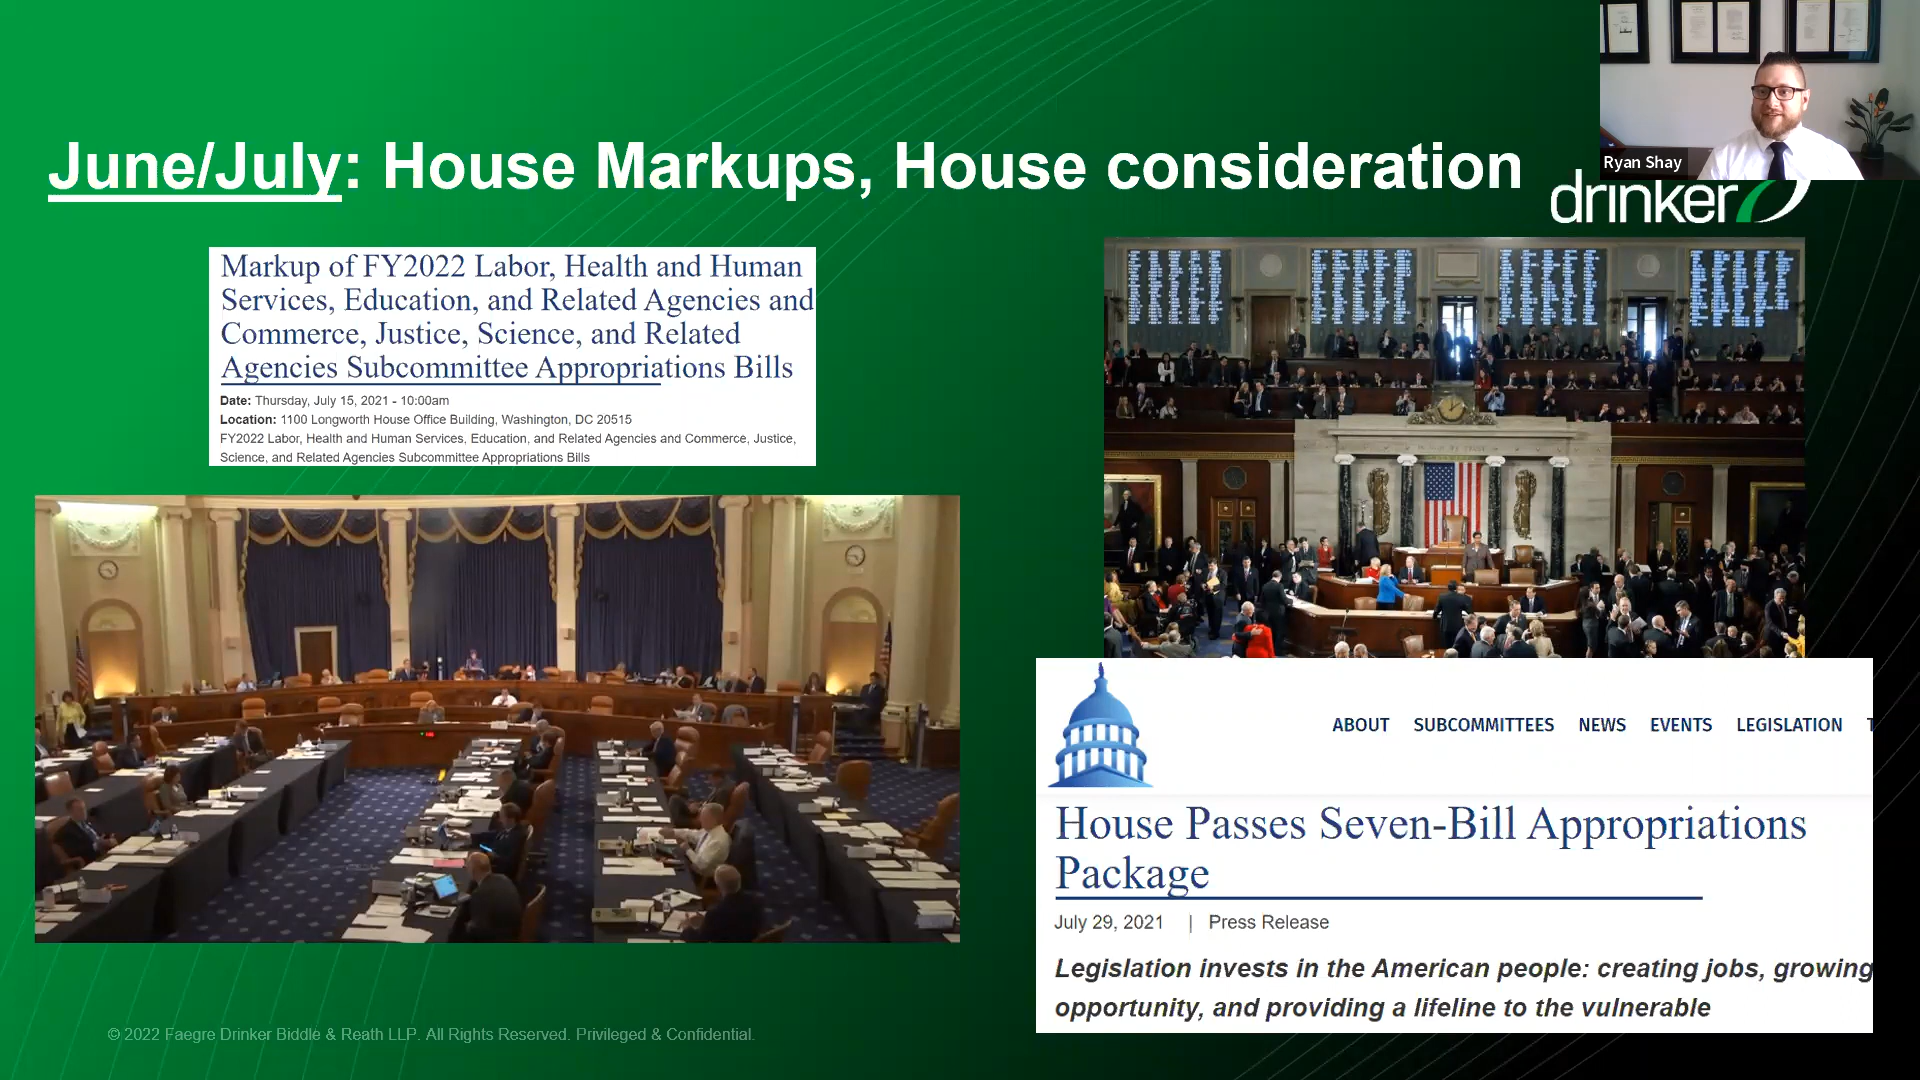 June/July: House Markups, House consideration
Ryan Shay
drinker
Markup of FY2022 Labor, Health and Human
Services, Education, and Related Agencies and
Commerce, Justice, Science, and Related
Agencies Subcommittee Appropriations Bills
Date: Thursday, July 15, 2021 - 10:00am
Location: 1100 Longworth House Office Building, Washington, DC 20515
FY2022 Labor, Health and Human Services, Education, and Related Agencies and Commerce, Justice,
Science, and Related Agencies Subcommittee Appropriations Bills
ABOUT SUBCOMMITTEES NEWS EVENTS LEGISLATION
House Passes Seven-Bill Appropriations
Package
July 29, 2021 | Press Release
Legislation invests in the American people: creating jobs, growing
opportunity, and providing a lifeline to the vulnerable
© 2022 Faegre Drinker Biddle & Reath LLP. All Rights Reserved. Privileged & Confidential.